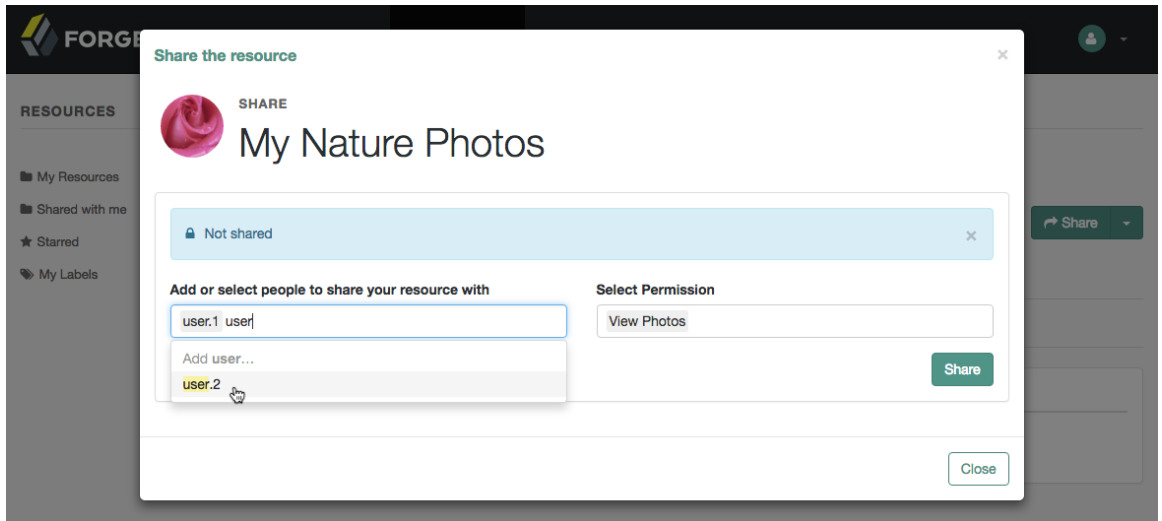 FORGE
Share the resource
×
SHARE
My Nature Photos
RESOURCES
My Resources
Shared with me
Starred
My Labels
Not shared
×
Share
Add or select people to share your resource with
Select Permission
user.1 user
View Photos
Add user...
user.2
Share
Close